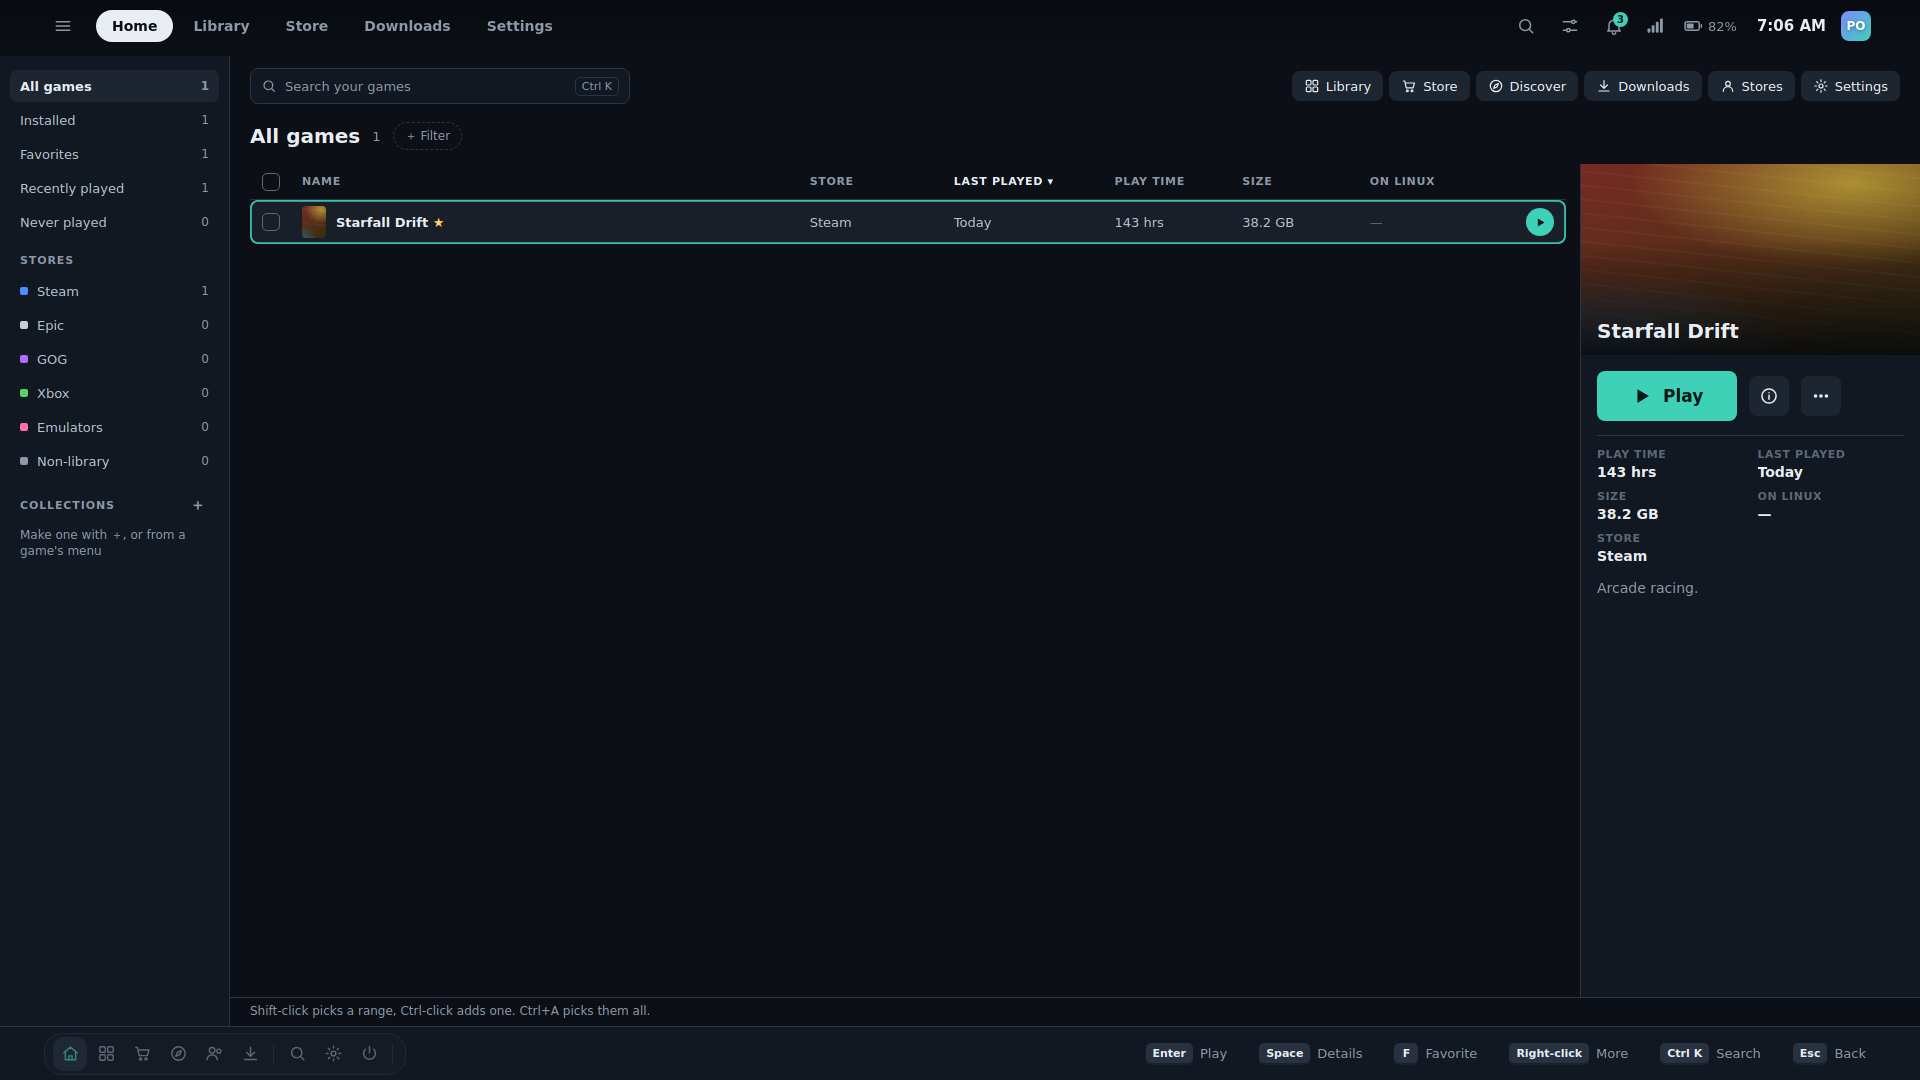 Home Library Store Downloads Settings 3 82% 7:06 AM PO
All games 1
Installed 1
Favorites 1
Recently played 1
Never played 0
STORES
Steam 1
Epic 0
GOG 0
Xbox 0
Emulators 0
Non-library 0
COLLECTIONS +
Make one with +, or from a
game's menu
Search your games Ctrl K
Library Store Discover Downloads Stores Settings
All games 1 + Filter
NAME STORE LAST PLAYED ▾ PLAY TIME SIZE ON LINUX
Starfall Drift ★ Steam Today 143 hrs 38.2 GB —
Starfall Drift
Play
PLAY TIME LAST PLAYED
143 hrs Today
SIZE ON LINUX
38.2 GB —
STORE
Steam
Arcade racing.
Shift-click picks a range, Ctrl-click adds one. Ctrl+A picks them all.
Enter Play Space Details F Favorite Right-click More Ctrl K Search Esc Back